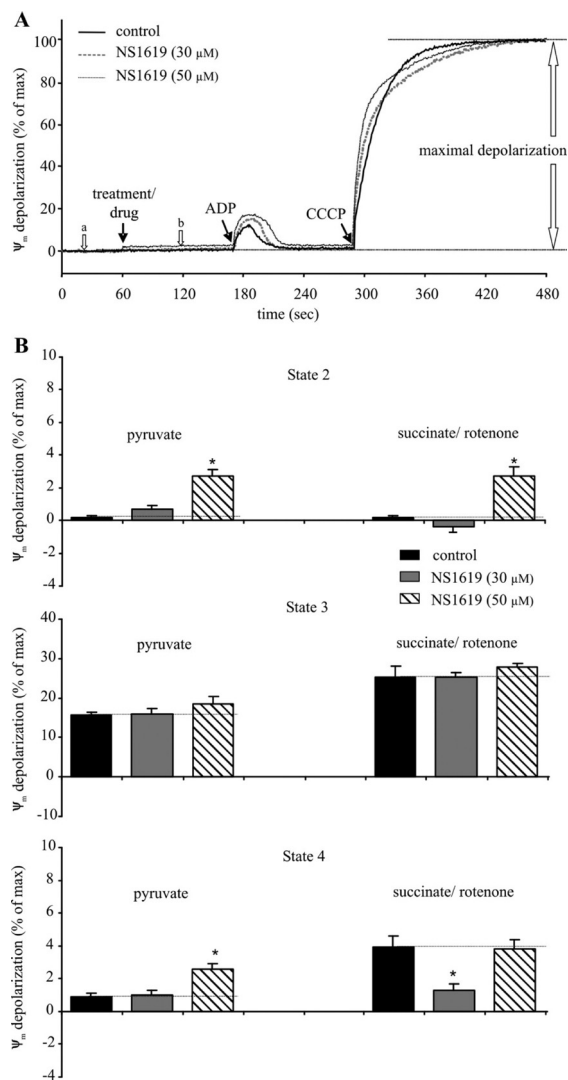 A
control
NS1619 (30 µM)
NS1619 (50 µM)
Ψm depolarization (% of max)
100
80
60
40
20
0
a
treatment/
drug
b
ADP
CCCP
maximal depolarization
0 60 120 180 240 300 360 420 480
time (sec)
B
State 2
Ψm depolarization (% of max)
10
8
6
4
2
0
-2
-4
pyruvate
succinate/ rotenone
*
*
control
NS1619 (30 µM)
NS1619 (50 µM)
State 3
Ψm depolarization (% of max)
40
30
20
10
0
-10
pyruvate
succinate/ rotenone
State 4
Ψm depolarization (% of max)
10
8
6
4
2
0
-2
-4
pyruvate
succinate/ rotenone
*
*